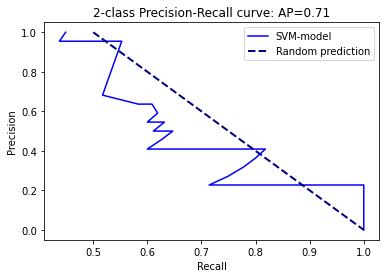 2-class Precision-Recall curve: AP=0.71
SVM-model
Random prediction
1.0
0.8
0.6
0.4
0.2
0.0
Precision
0.5 0.6 0.7 0.8 0.9 1.0
Recall